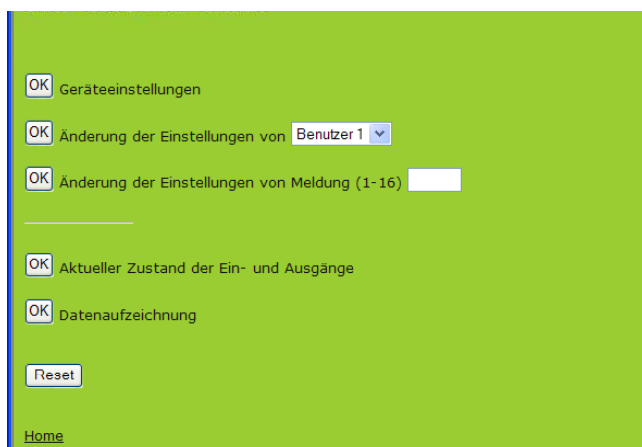 OK Geräteeinstellungen
OK Änderung der Einstellungen von Benutzer 1
OK Änderung der Einstellungen von Meldung (1-16)
OK Aktueller Zustand der Ein- und Ausgänge
OK Datenaufzeichnung
Reset
Home